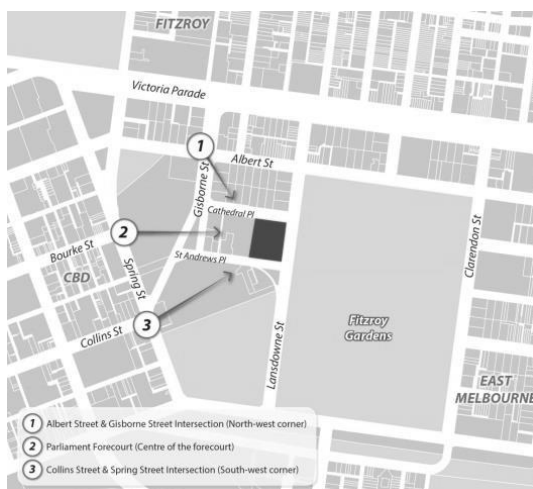 FITZROY
Victoria Parade
1
Albert St
Gisborne St
Cathedral Pl
2
Bourke St
St Andrews Pl
CBD
Spring St
Clarendon St
3
Collins St
Fitzroy
Gardens
Lansdowne St
EAST
MELBOURNE
1 Albert Street & Gisborne Street Intersection (North-west corner)
2 Parliament Forecourt (Centre of the forecourt)
3 Collins Street & Spring Street Intersection (South-west corner)